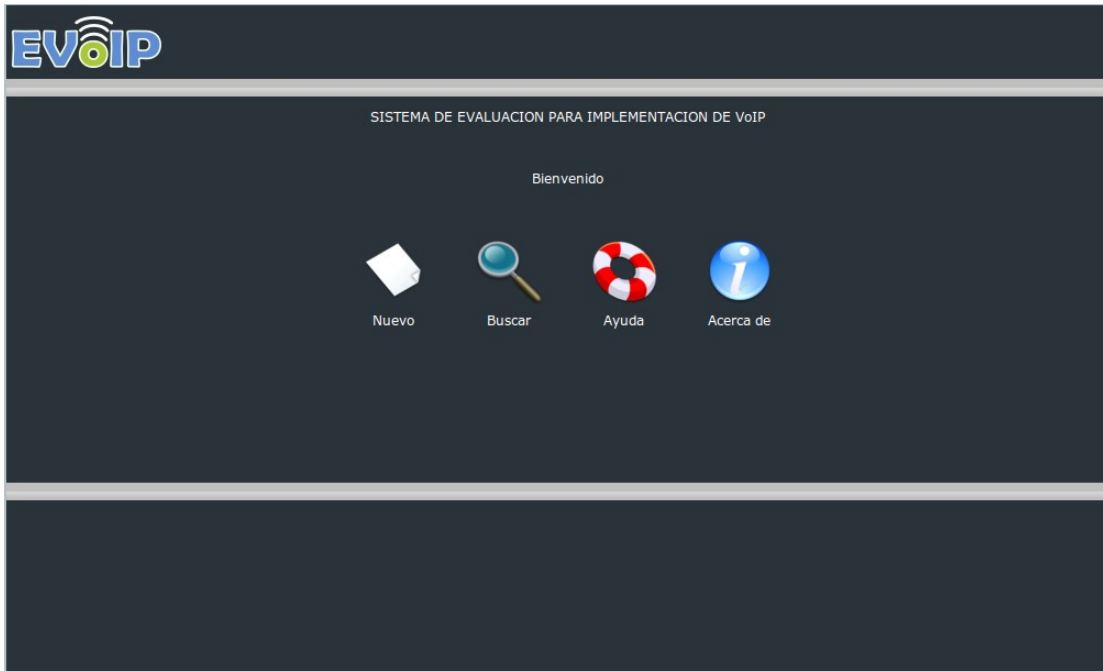 EVoIP
SISTEMA DE EVALUACION PARA IMPLEMENTACION DE VoIP
Bienvenido
Nuevo Buscar Ayuda Acerca de